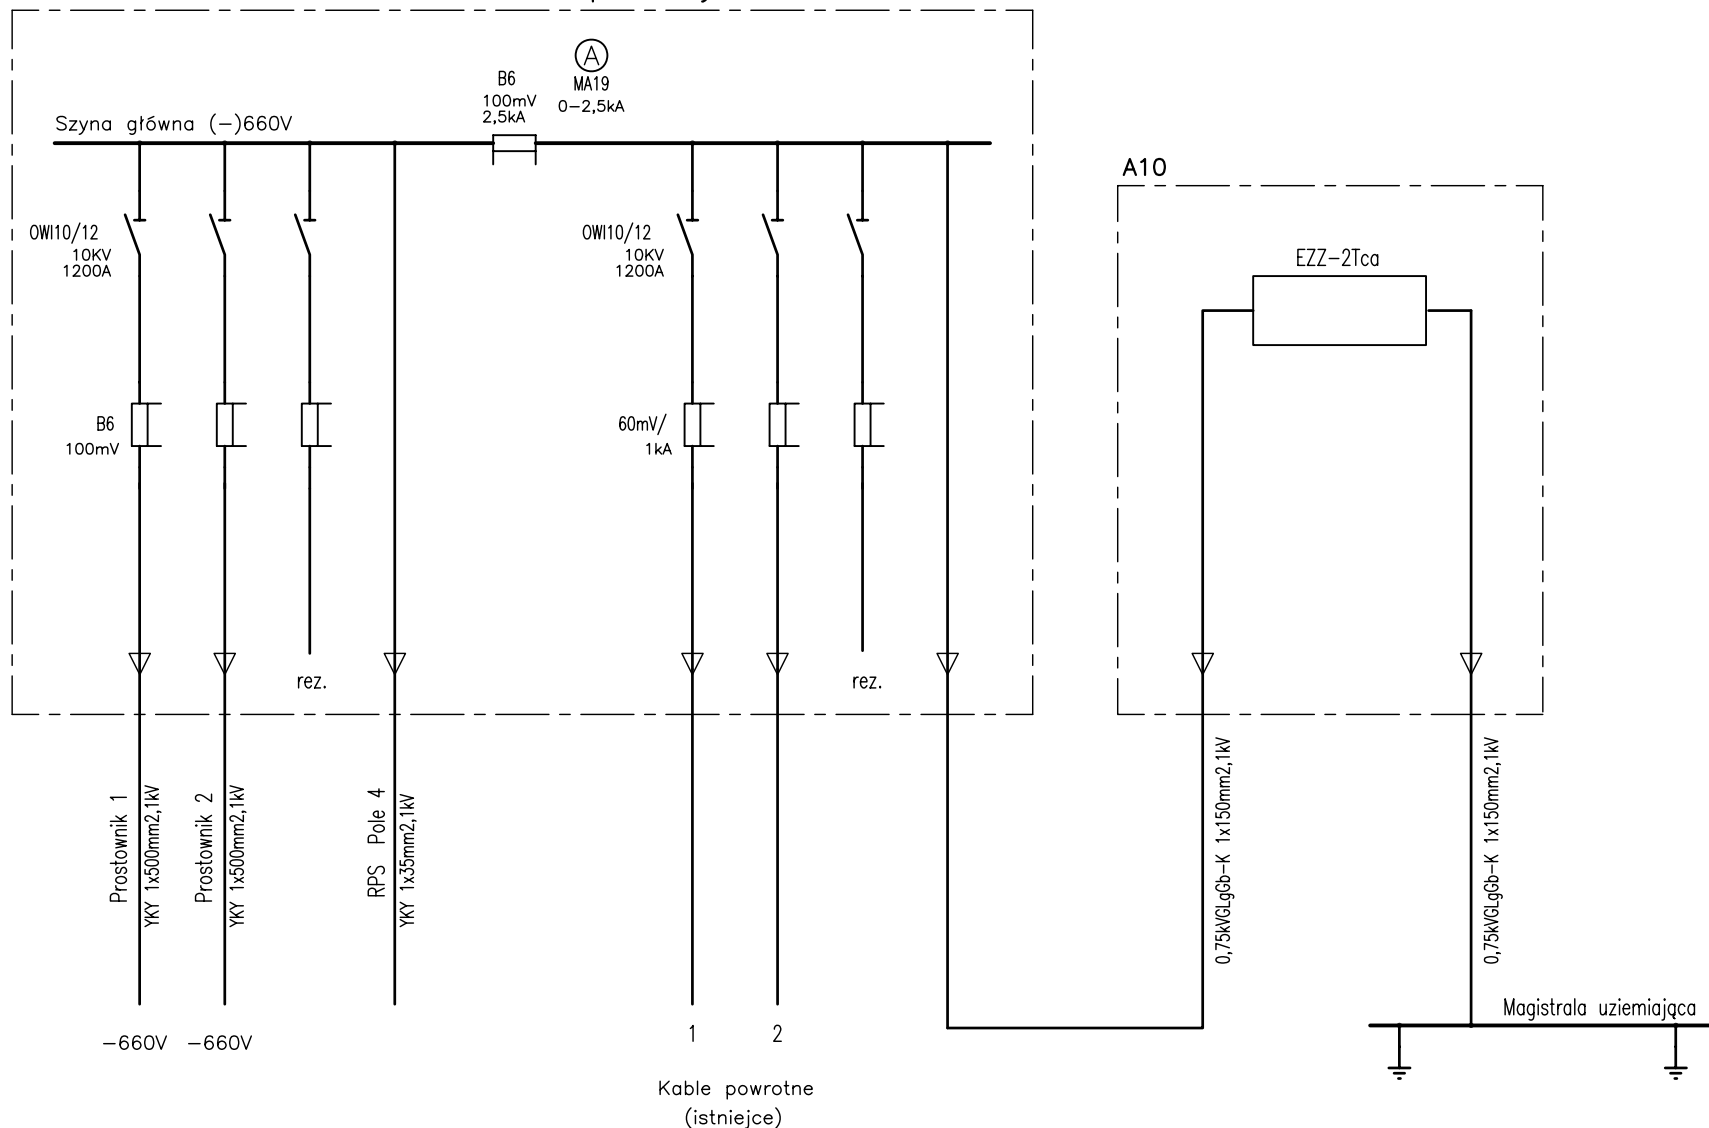 A
MA19
0-2,5kA
B6
100mV
2,5kA
Szyna główna (-)660V
OWI10/12
10KV
1200A
OWI10/12
10KV
1200A
B6
100mV
60mV/
1kA
rez.
rez.
A10
EZZ-2Tca
Prostownik 1
YKY 1x500mm2,1kV
Prostownik 2
YKY 1x500mm2,1kV
RPS Pole 4
YKY 1x35mm2,1kV
0,75kVGLgGb-K 1x150mm2,1kV
0,75kVGLgGb-K 1x150mm2,1kV
-660V
-660V
1
2
Kable powrotne
(istniejce)
Magistrala uziemiająca